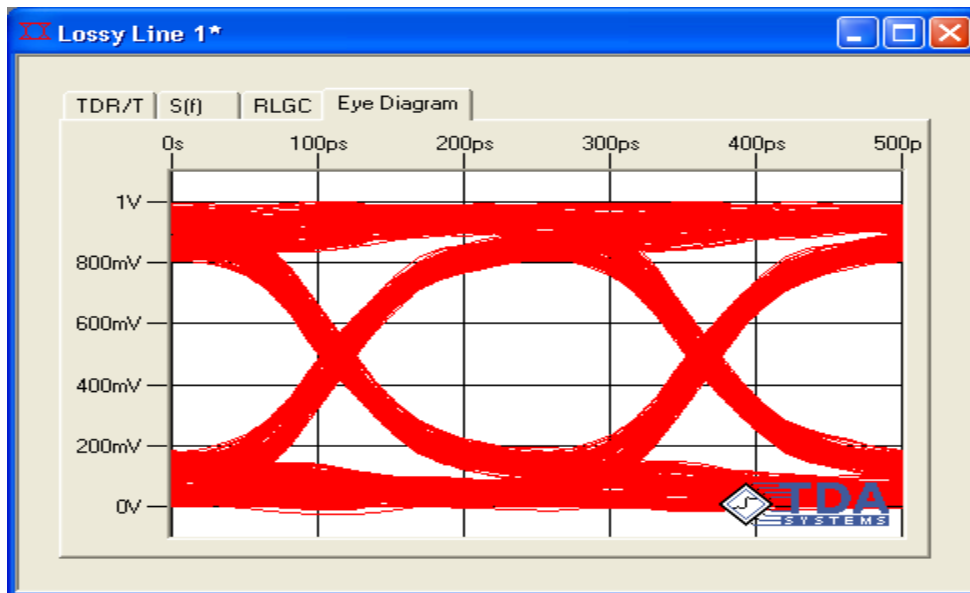 Lossy Line 1*
TDR/T S(f) RLGC Eye Diagram
0s 100ps 200ps 300ps 400ps 500p
1V
800mV
600mV
400mV
200mV
0V
TDA
SYSTEMS